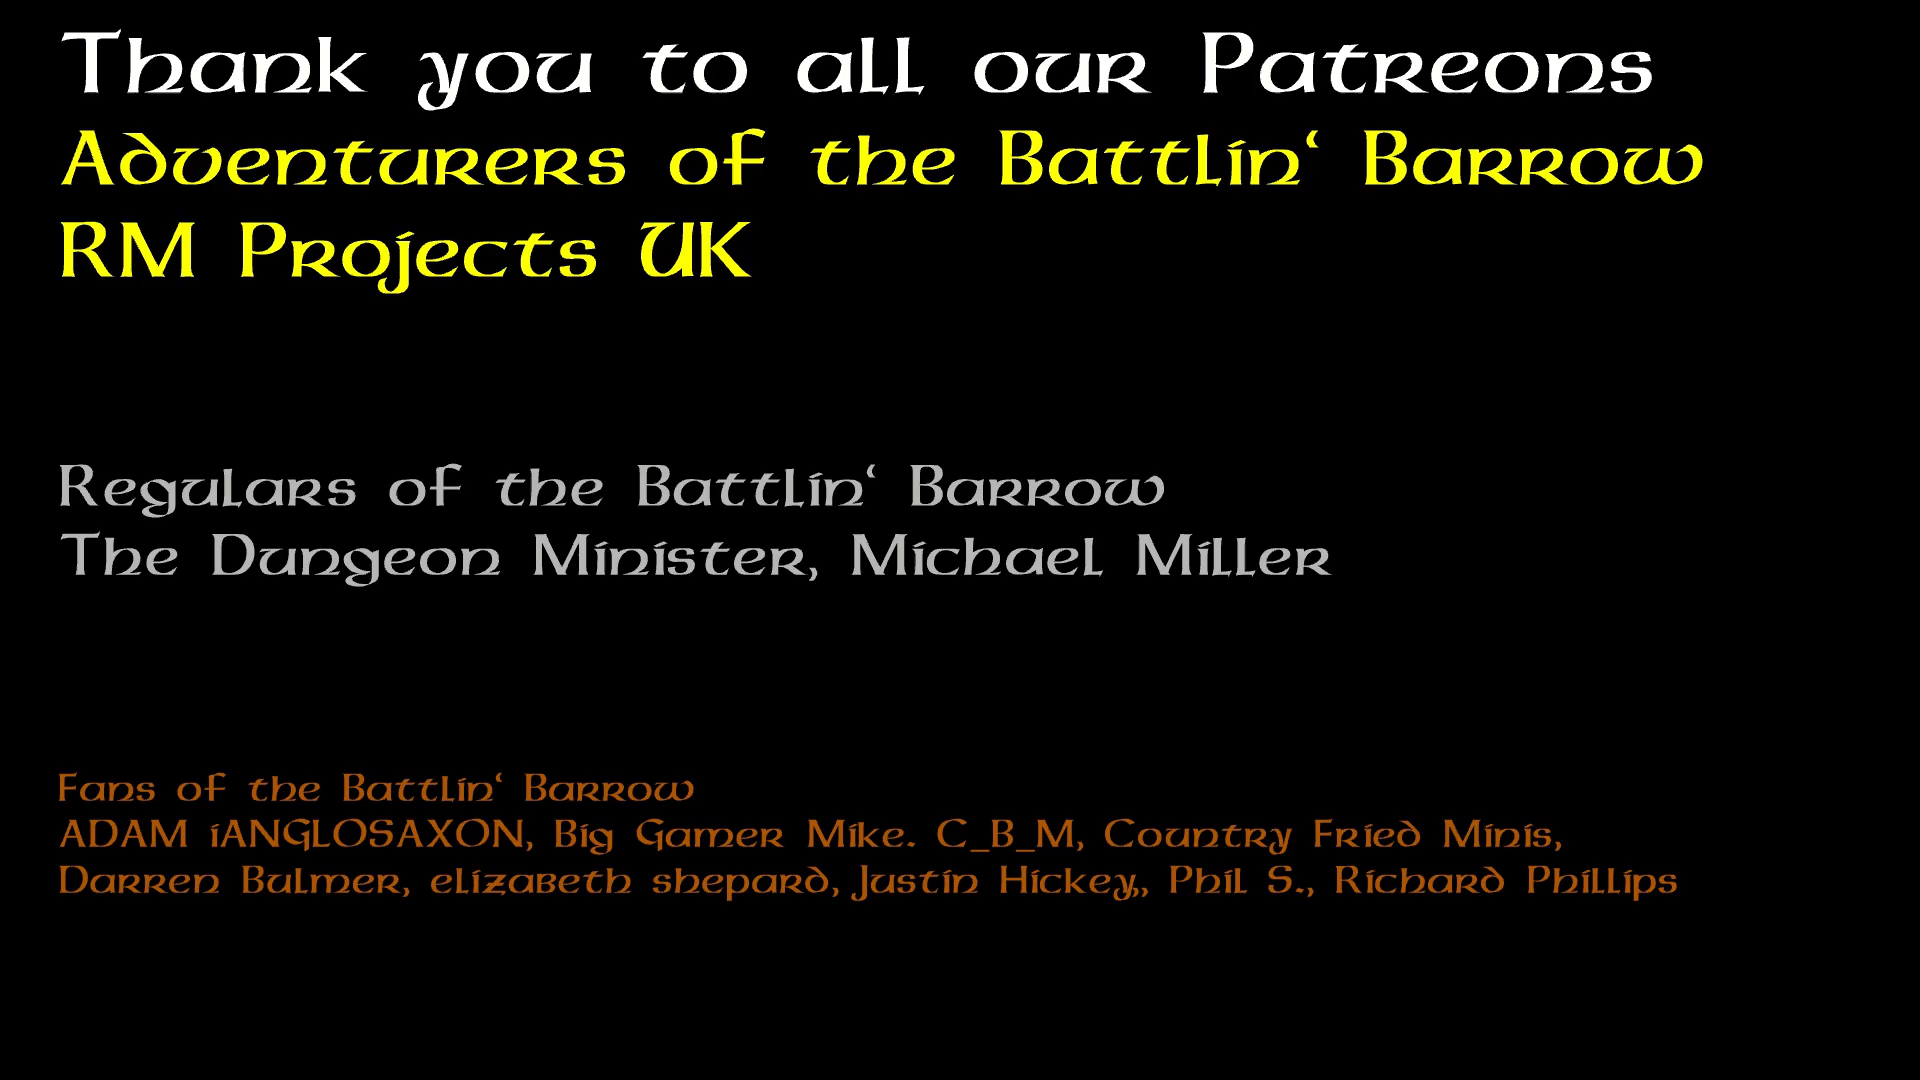 Thank you to all our Patreons
Adventurers of the Battlin‘ Barrow
RM Projects UK
Regulars of the Battlin‘ Barrow
The Dungeon Minister, Michael Miller
Fans of the Battlin‘ Barrow
ADAM iANGLOSAXON, Big Gamer Mike. C_B_M, Country Fried Minis,
Darren Bulmer, elizabeth shepard, Justin Hickey,, Phil S., Richard Phillips